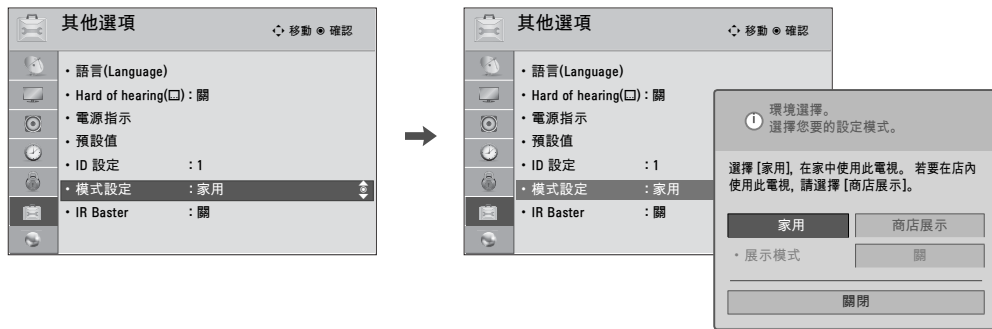 其他選項
移動 ◉ 確認
• 語言(Language)
• Hard of hearing( ) : 關
• 電源指示
• 預設值
• ID 設定 : 1
• 模式設定 : 家用
• IR Baster : 關
其他選項
移動 ◉ 確認
• 語言(Language)
• Hard of hearing( ) : 關
• 電源指示
• 預設值
• ID 設定 : 1
• 模式設定 : 家用
• IR Baster : 關
環境選擇。
選擇您要的設定模式。
選擇 [家用], 在家中使用此電視。 若要在店內
使用此電視, 請選擇 [商店展示]。
家用 商店展示
• 展示模式 關
關閉